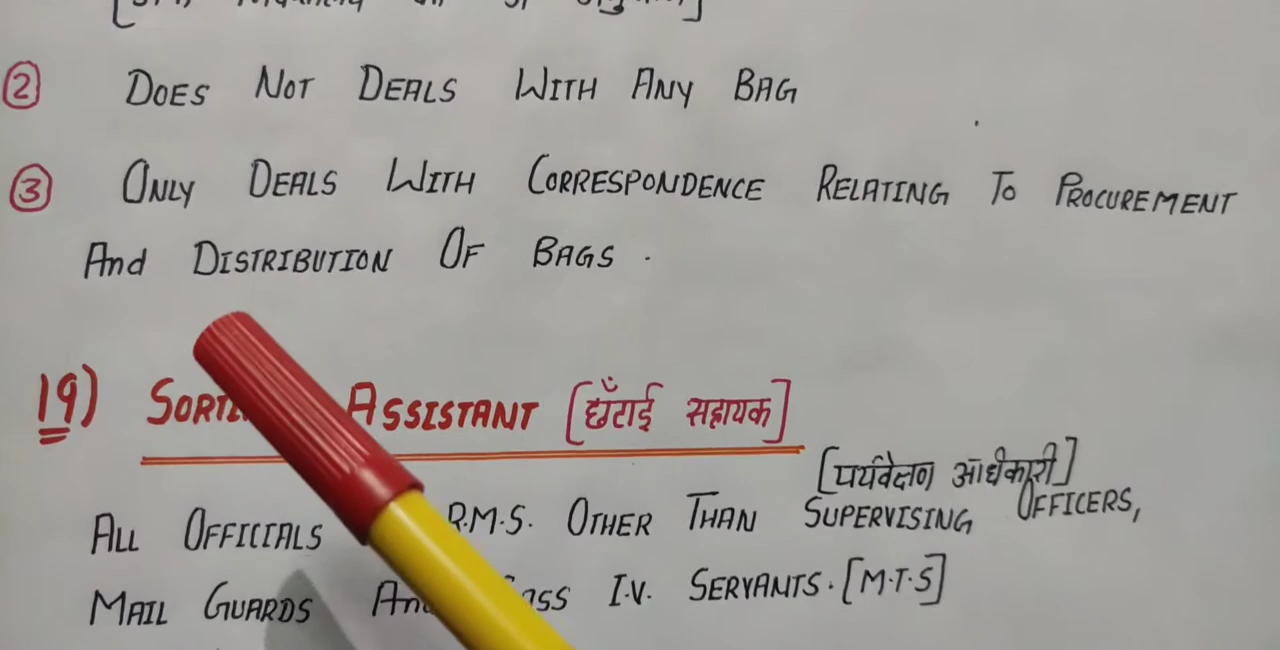 ② DOES NOT DEALS WITH ANY BAG
③ ONLY DEALS WITH CORRESPONDENCE RELATING TO PROCUREMENT
And DISTRIBUTION OF BAGS .
19) ASSISTANT [छँटाई सहायक]
[पर्यवेक्षण अधिकारी]
ALL OFFICIALS R.M.S. OTHER THAN SUPERVISING OFFICERS,
MAIL GUARDS I.V. SERVANTS. [M.T.S]